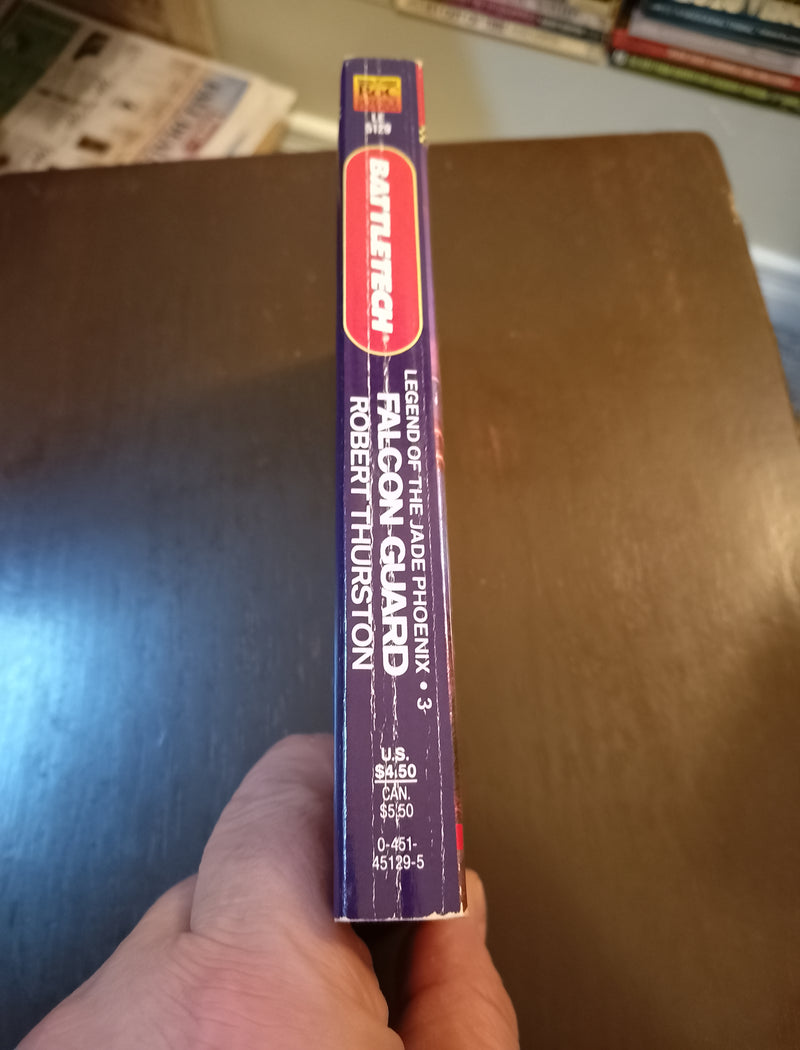 Roc
LE
5129
BATTLETECH®
LEGEND OF THE JADE PHOENIX • 3
FALCON GUARD
ROBERT THURSTON
U.S.
$4.50
CAN.
$5.50
0-451-
45129-5